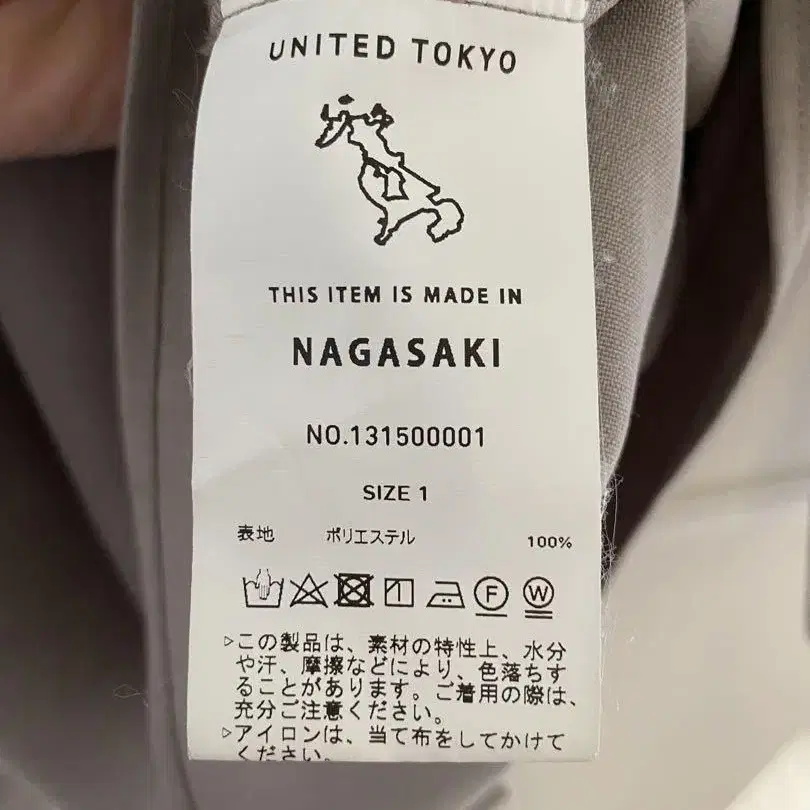 UNITED TOKYO
THIS ITEM IS MADE IN
NAGASAKI
NO.131500001
SIZE 1
表地 ポリエステル 100%
F W
▷この製品は、素材の特性上、水分
や汗、摩擦などにより、色落ちす
ることがあります。ご着用の際は、
充分ご注意ください。
▷アイロンは、当て布をしてかけて
ください。